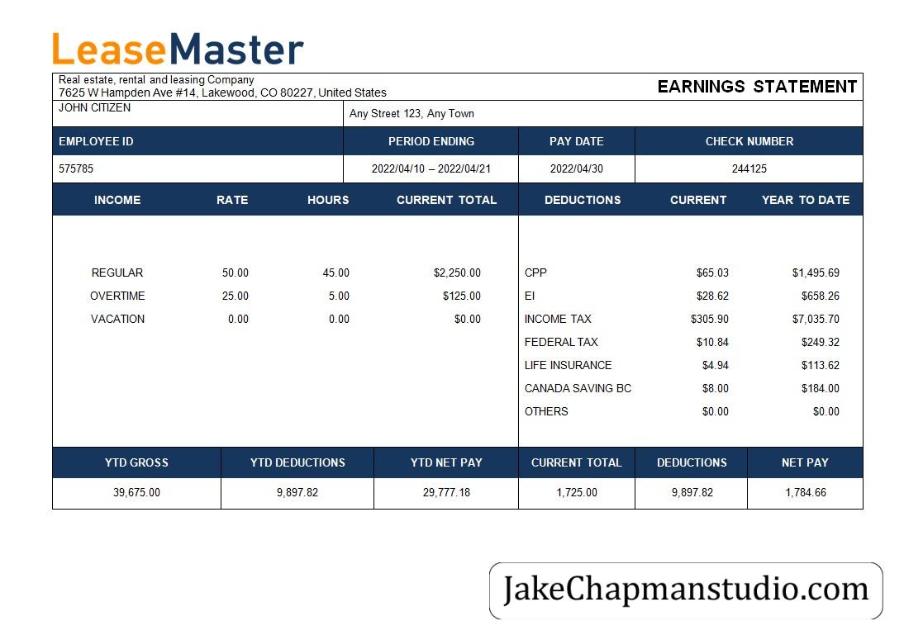 LeaseMaster
Real estate, rental and leasing Company
7625 W Hampden Ave #14, Lakewood, CO 80227, United States
EARNINGS STATEMENT
JOHN CITIZEN
Any Street 123, Any Town
EMPLOYEE ID PERIOD ENDING PAY DATE CHECK NUMBER
575785 2022/04/10 – 2022/04/21 2022/04/30 244125
INCOME RATE HOURS CURRENT TOTAL DEDUCTIONS CURRENT YEAR TO DATE
REGULAR 50.00 45.00 $2,250.00 CPP $65.03 $1,495.69
OVERTIME 25.00 5.00 $125.00 EI $28.62 $658.26
VACATION 0.00 0.00 $0.00 INCOME TAX $305.90 $7,035.70
FEDERAL TAX $10.84 $249.32
LIFE INSURANCE $4.94 $113.62
CANADA SAVING BC $8.00 $184.00
OTHERS $0.00 $0.00
YTD GROSS YTD DEDUCTIONS YTD NET PAY CURRENT TOTAL DEDUCTIONS NET PAY
39,675.00 9,897.82 29,777.18 1,725.00 9,897.82 1,784.66
JakeChapmanstudio.com